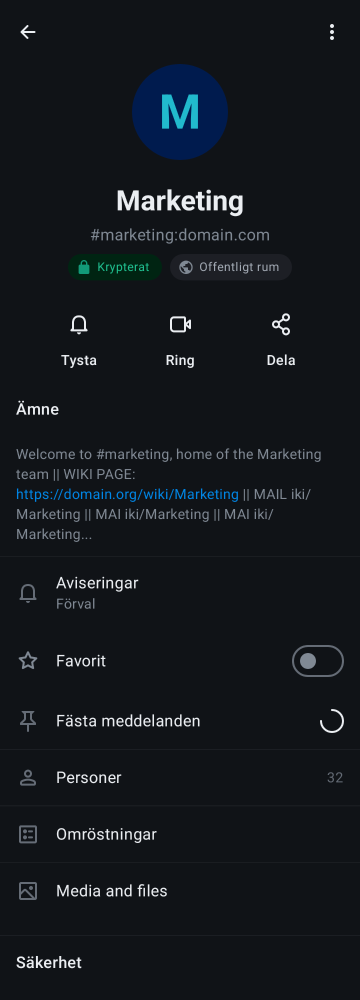 M
Marketing
#marketing:domain.com
Krypterat
Offentligt rum
Tysta
Ring
Dela
Ämne
Welcome to #marketing, home of the Marketing
team || WIKI PAGE:
https://domain.org/wiki/Marketing || MAIL iki/
Marketing || MAI iki/Marketing || MAI iki/
Marketing...
Aviseringar
Förval
Favorit
Fästa meddelanden
Personer 32
Omröstningar
Media and files
Säkerhet